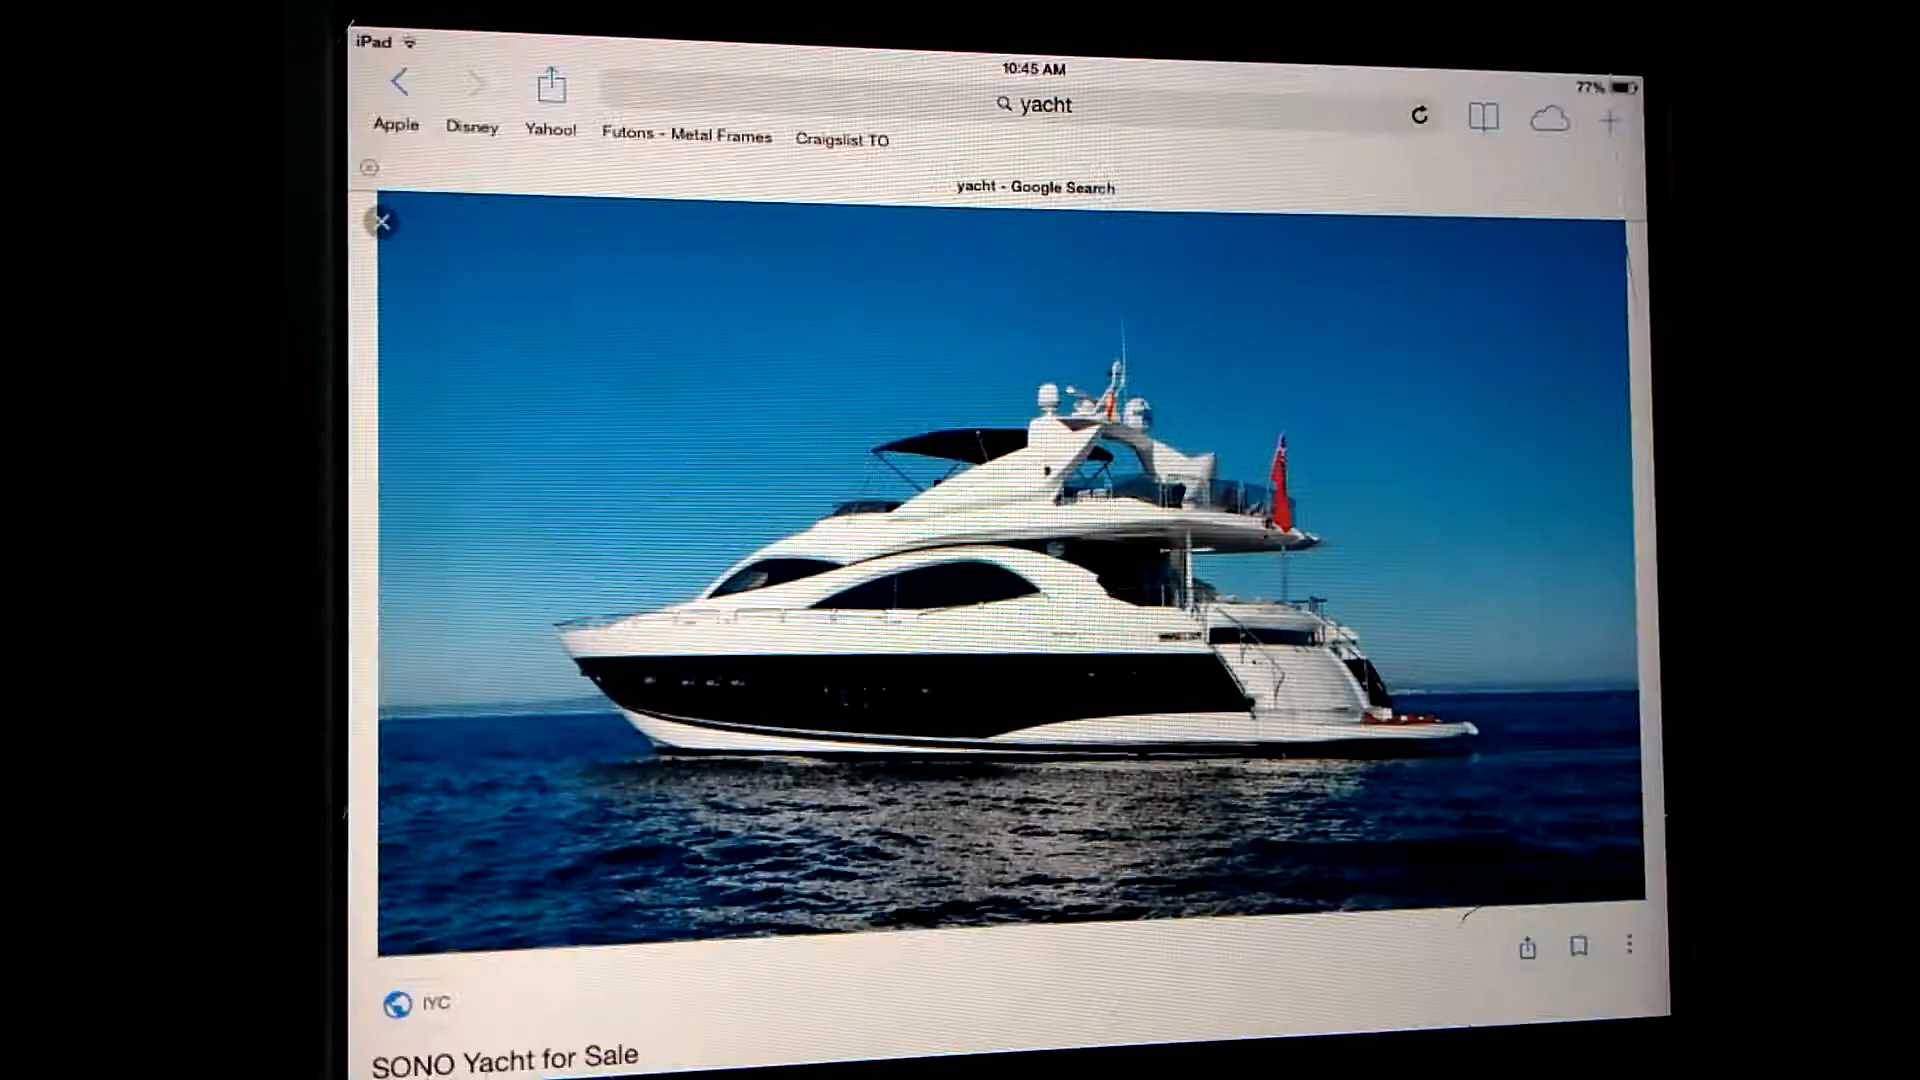 iPad
10:45 AM
77%
yacht
Apple Disney Yahoo! Futons - Metal Frames Craigslist TO
yacht - Google Search
IYC
SONO Yacht for Sale